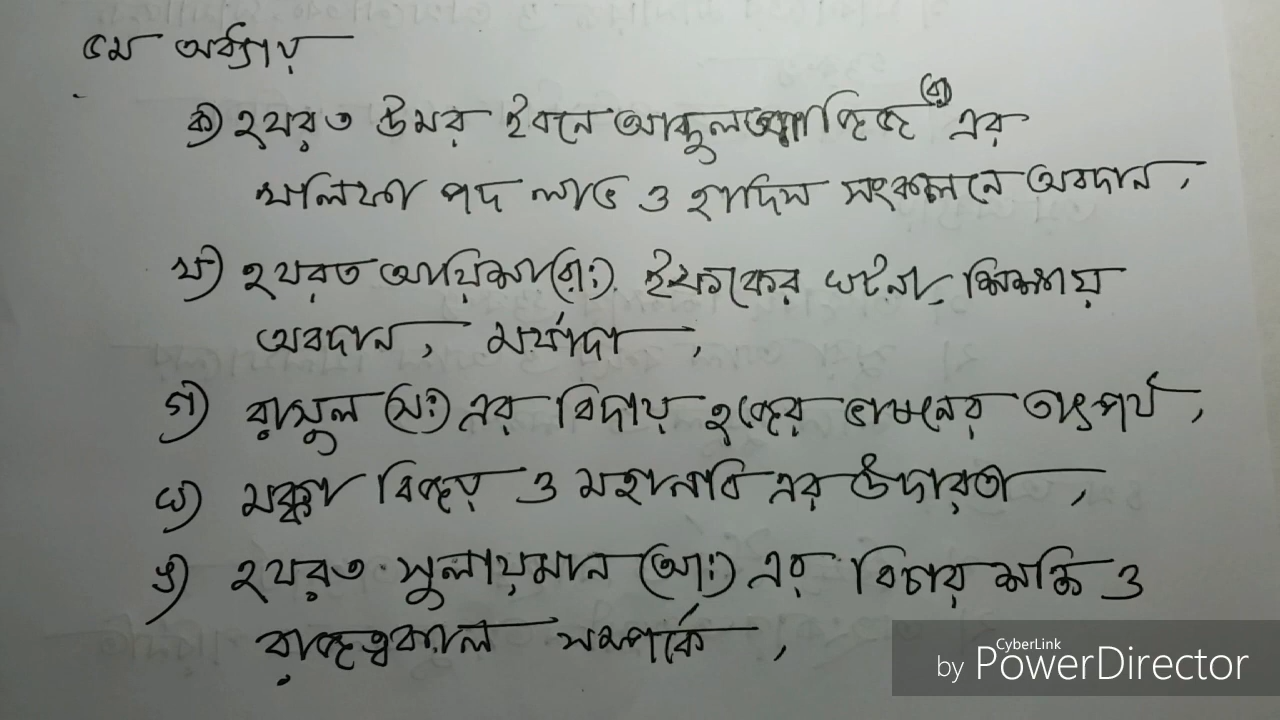 ৫ম অধ্যায়
ক) হযরত উমর ইবনে আব্দুল আজিজ (র) এর
খলিফা পদ লাভ ও হাদিস সংকলনে অবদান,
খ) হযরত আয়িশা (রাঃ). ইফকের ঘটনা, শিক্ষায়
অবদান, মর্যাদা,
গ) রাসুল (সঃ) এর বিদায় হজ্জের ভাষনের তাৎপর্য,
ঘ) মক্কা বিজয় ও মহানবি এর উদারতা,
ঙ) হযরত সুলায়মান (আঃ) এর বিচার শক্তি ও
রাজত্বকাল সম্পর্কে,
CyberLink
by PowerDirector